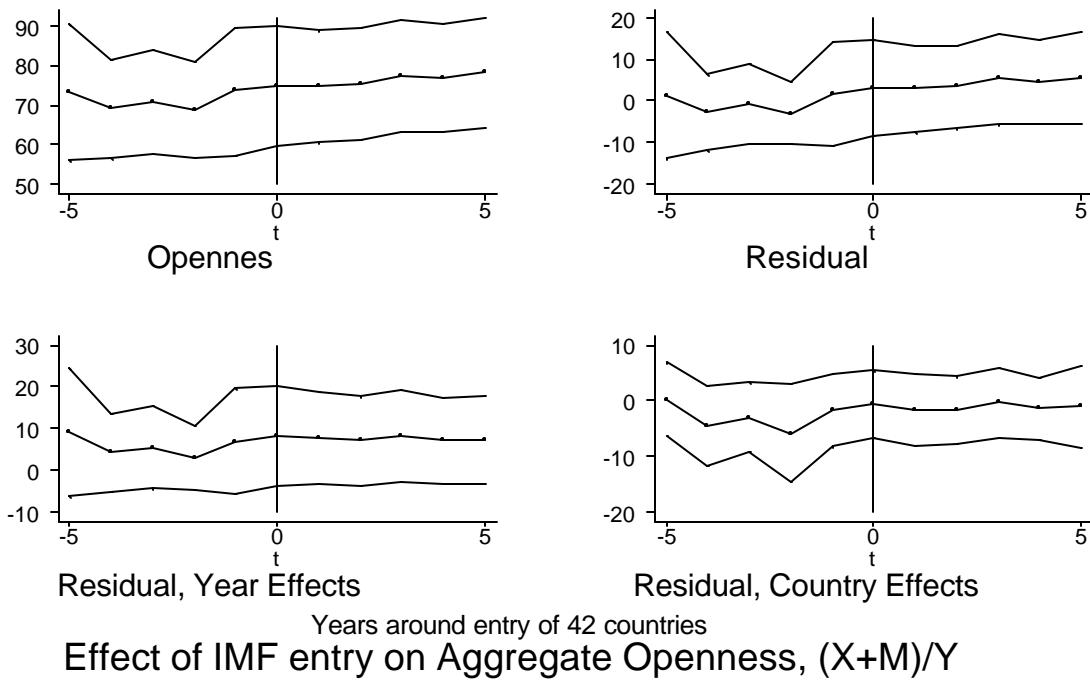 90
80
70
60
50
-5 0 5
t
Opennes
20
10
0
-10
-20
-5 0 5
t
Residual
30
20
10
0
-10
-5 0 5
t
Residual, Year Effects
10
0
-10
-20
-5 0 5
t
Residual, Country Effects
Years around entry of 42 countries
Effect of IMF entry on Aggregate Openness, (X+M)/Y